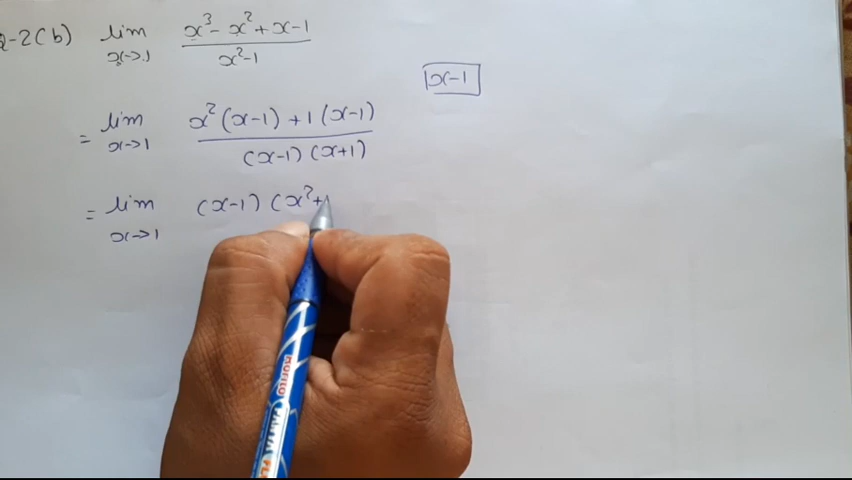 Q-2(b) lim x→1 x³ - x² + x - 1 / x² - 1
x-1
= lim x→1 x²(x-1) + 1(x-1) / (x-1)(x+1)
= lim x→1 (x-1)(x²+1